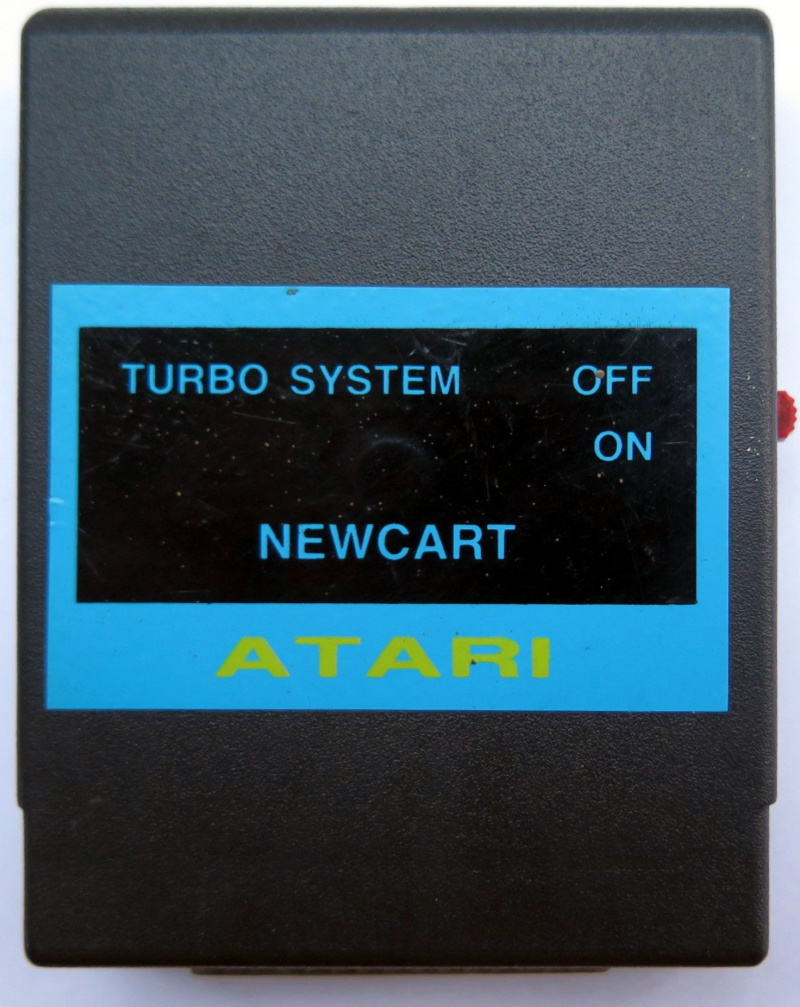 TURBO SYSTEM OFF
ON
NEWCART
ATARI